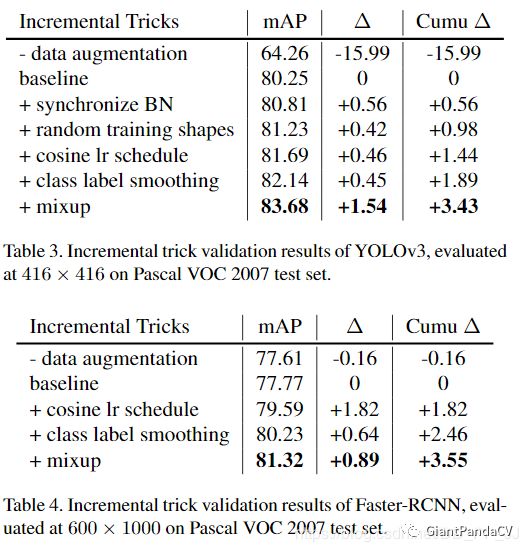 Incremental Tricks mAP Δ Cumu Δ
- data augmentation 64.26 -15.99 -15.99
baseline 80.25 0 0
+ synchronize BN 80.81 +0.56 +0.56
+ random training shapes 81.23 +0.42 +0.98
+ cosine lr schedule 81.69 +0.46 +1.44
+ class label smoothing 82.14 +0.45 +1.89
+ mixup 83.68 +1.54 +3.43
Table 3. Incremental trick validation results of YOLOv3, evaluated
at 416 × 416 on Pascal VOC 2007 test set.
Incremental Tricks mAP Δ Cumu Δ
- data augmentation 77.61 -0.16 -0.16
baseline 77.77 0 0
+ cosine lr schedule 79.59 +1.82 +1.82
+ class label smoothing 80.23 +0.64 +2.46
+ mixup 81.32 +0.89 +3.55
Table 4. Incremental trick validation results of Faster-RCNN, eval-
uated at 600 × 1000 on Pascal VOC 2007 test set.
GiantPandaCV